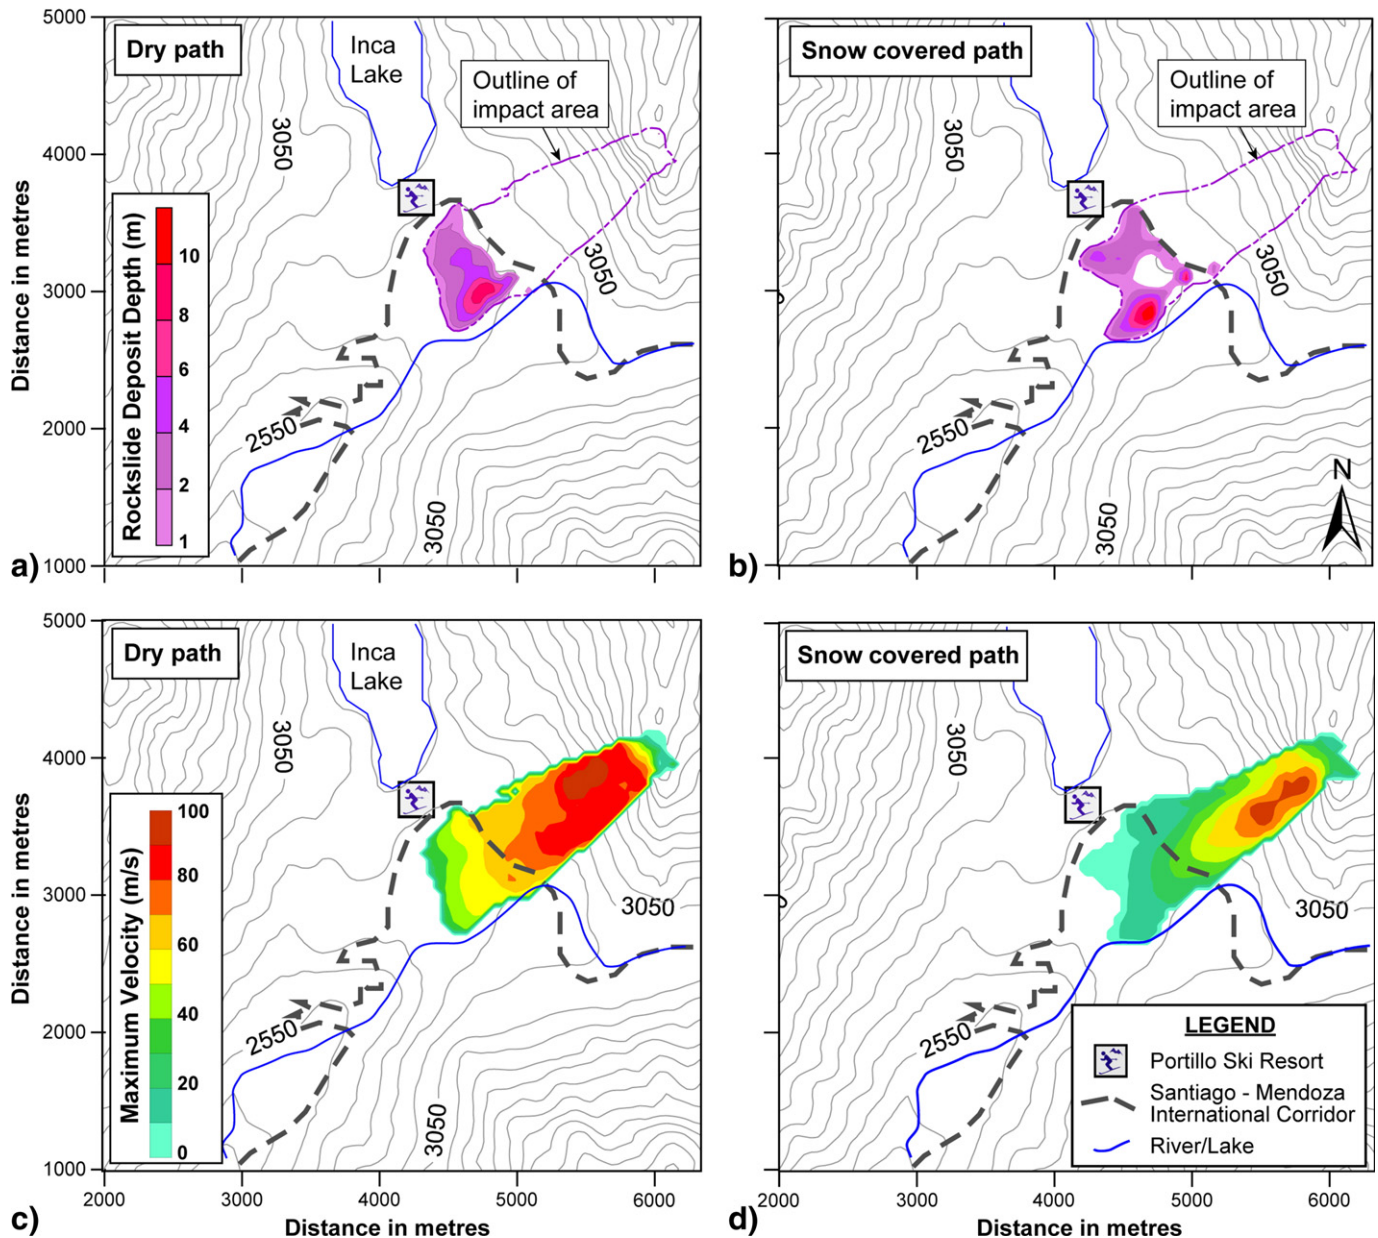 5000
Dry path
Inca
Lake
Outline of
impact area
3050
4000
Distance in metres
Rockslide Deposit Depth (m)
10
8
6
4
2
1
3050
3000
2000
2550
3050
1000
a)
Snow covered path
Outline of
impact area
3050
3050
2550
3050
N
b)
5000
Dry path
Inca
Lake
3050
4000
Distance in metres
Maximum Velocity (m/s)
100
80
60
40
20
0
3000
3050
2000
2550
3050
1000
2000
3000
4000
5000
6000
Distance in metres
c)
Snow covered path
3050
3050
2550
LEGEND
Portillo Ski Resort
Santiago - Mendoza
International Corridor
River/Lake
2000
3000
4000
5000
6000
Distance in metres
d)